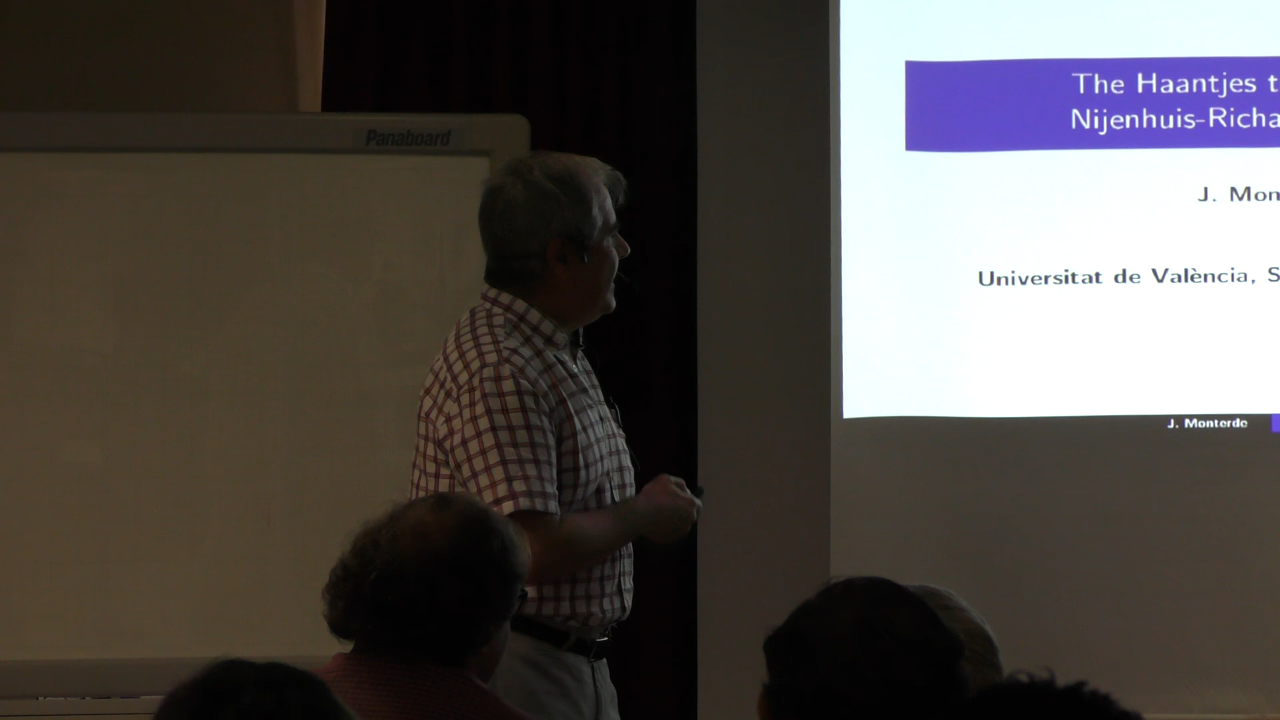 Panaboard
The Haantjes t
Nijenhuis-Richa
J. Mon
Universitat de València, S
J. Monterde